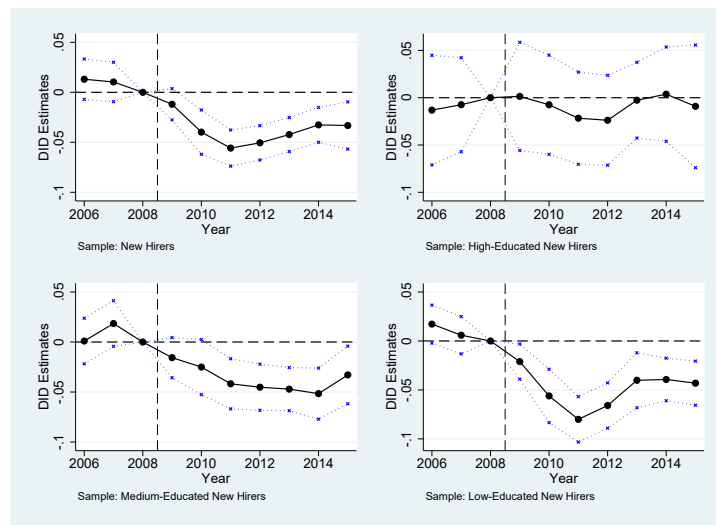 DID Estimates
.05
0
-.05
-.1
2006 2008 2010 2012 2014
Year
Sample: New Hirers
DID Estimates
.05
0
-.05
-.1
2006 2008 2010 2012 2014
Year
Sample: High-Educated New Hirers
DID Estimates
.05
0
-.05
-.1
2006 2008 2010 2012 2014
Year
Sample: Medium-Educated New Hirers
DID Estimates
.05
0
-.05
-.1
2006 2008 2010 2012 2014
Year
Sample: Low-Educated New Hirers